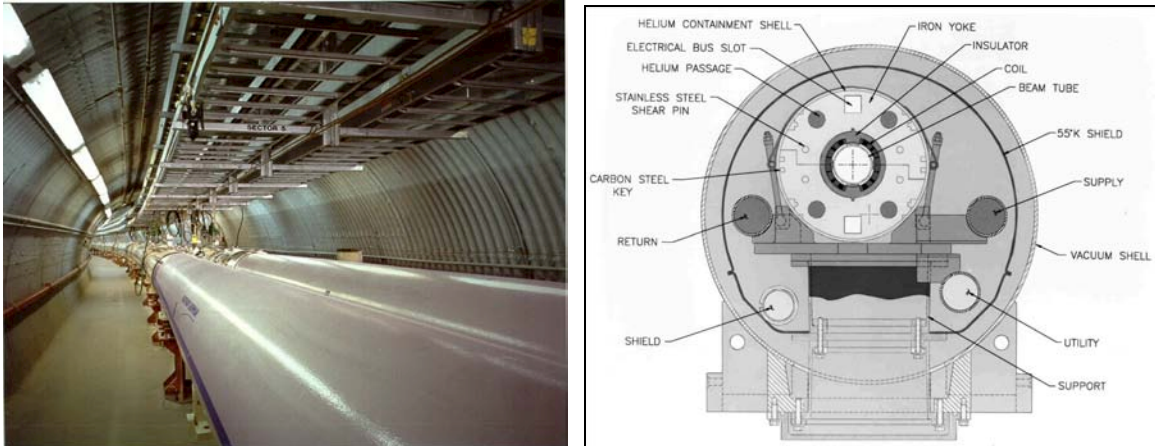 SECTOR 5
HELIUM CONTAINMENT SHELL
ELECTRICAL BUS SLOT
HELIUM PASSAGE
STAINLESS STEEL
SHEAR PIN
CARBON STEEL
KEY
RETURN
SHIELD
IRON YOKE
INSULATOR
COIL
BEAM TUBE
55°K SHIELD
SUPPLY
VACUUM SHELL
UTILITY
SUPPORT